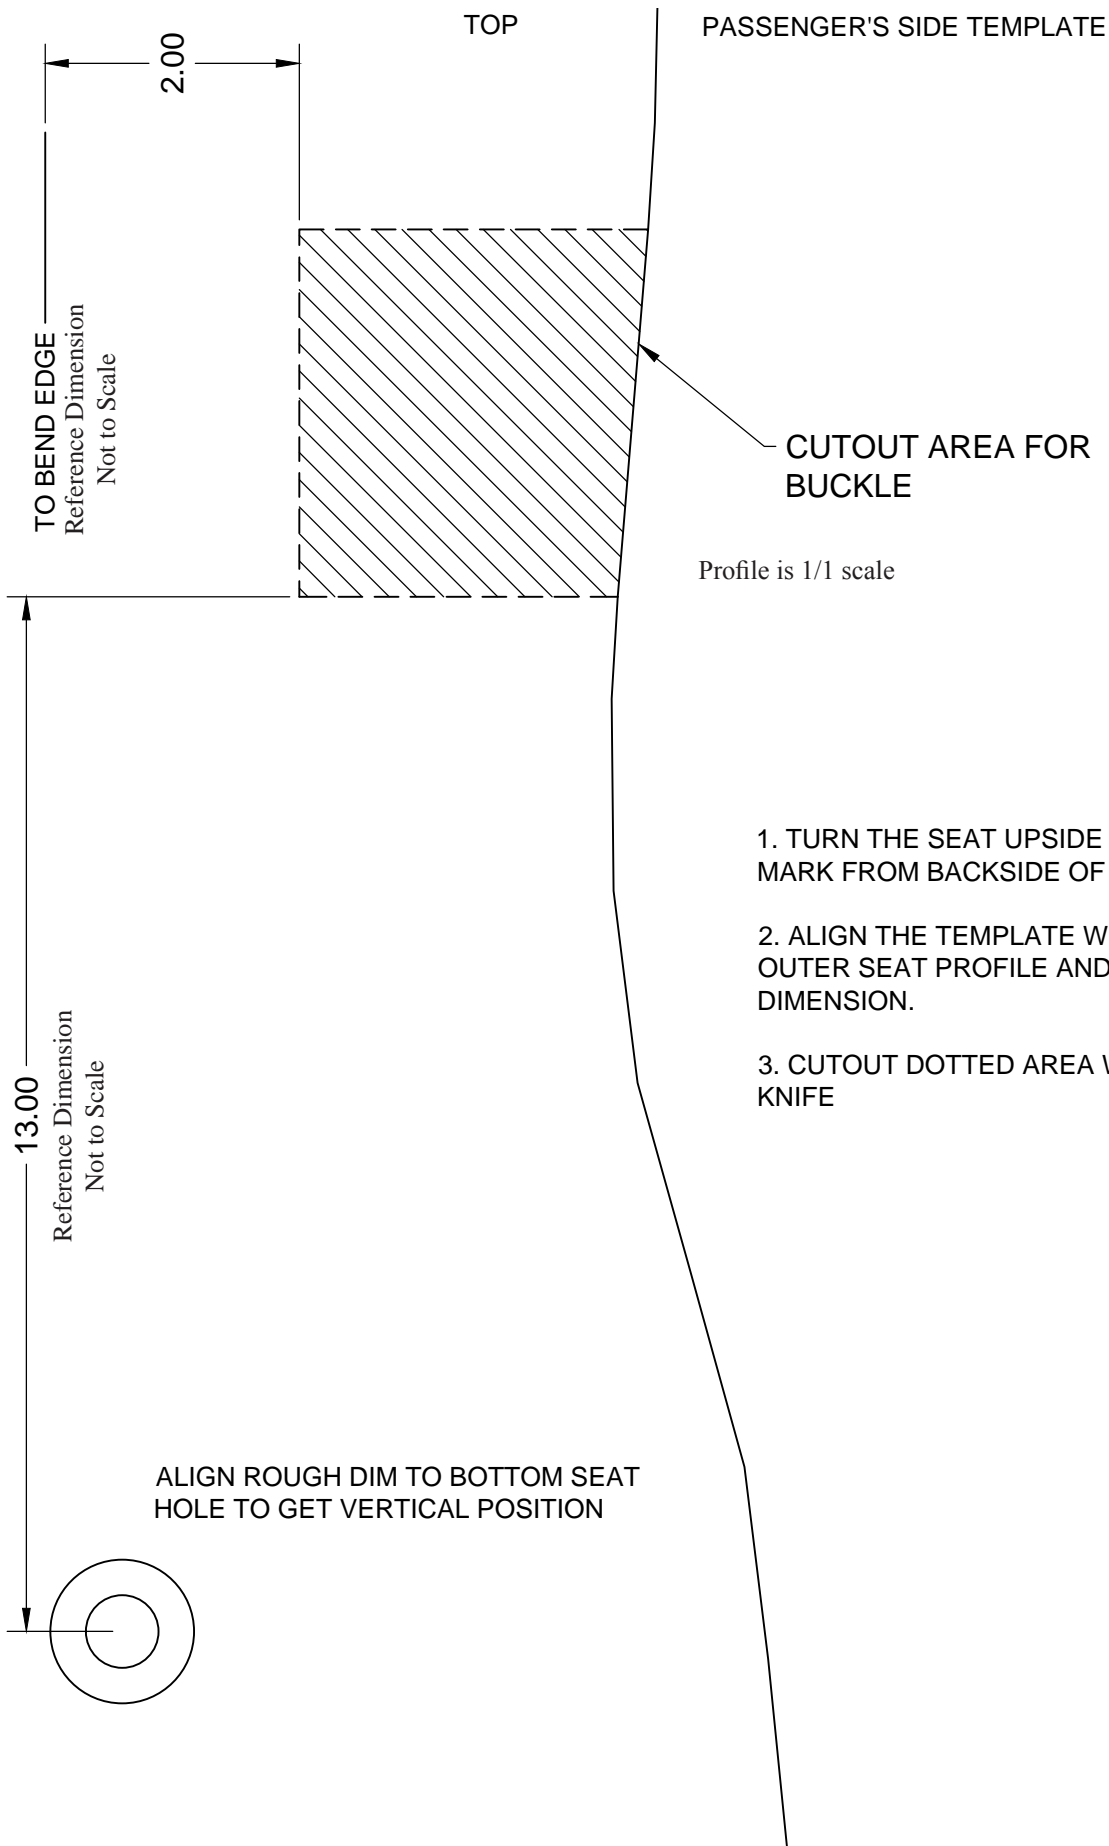 TOP
PASSENGER'S SIDE TEMPLATE
2.00
TO BEND EDGE
Reference Dimension
Not to Scale
CUTOUT AREA FOR
BUCKLE
Profile is 1/1 scale
1. TURN THE SEAT UPSIDE
MARK FROM BACKSIDE OF
2. ALIGN THE TEMPLATE W
OUTER SEAT PROFILE AND
DIMENSION.
3. CUTOUT DOTTED AREA
KNIFE
13.00
Reference Dimension
Not to Scale
ALIGN ROUGH DIM TO BOTTOM SEAT
HOLE TO GET VERTICAL POSITION